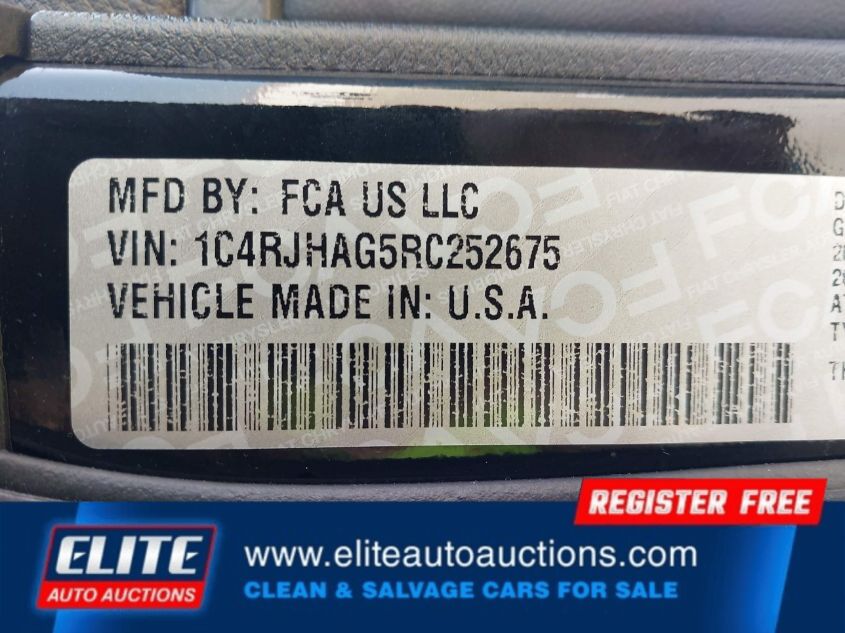 MFD BY: FCA US LLC
VIN: 1C4RJHAG5RC252675
VEHICLE MADE IN: U.S.A.
REGISTER FREE
ELITE
AUTO AUCTIONS
www.eliteautoauctions.com
CLEAN & SALVAGE CARS FOR SALE